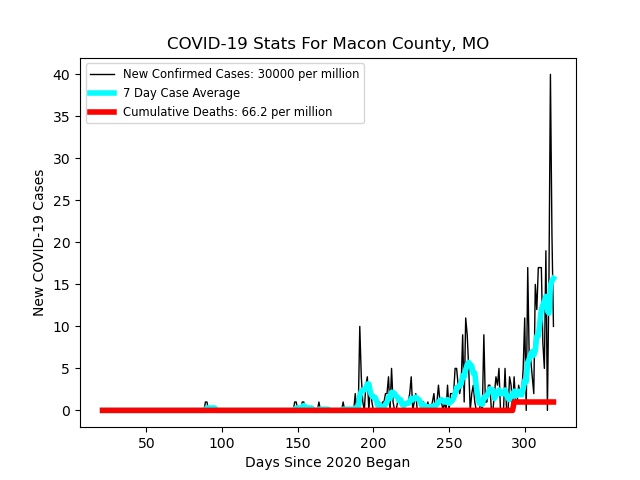 COVID-19 Stats For Macon County, MO
New Confirmed Cases: 30000 per million
7 Day Case Average
Cumulative Deaths: 66.2 per million
New COVID-19 Cases
40
35
30
25
20
15
10
5
0
50 100 150 200 250 300
Days Since 2020 Began